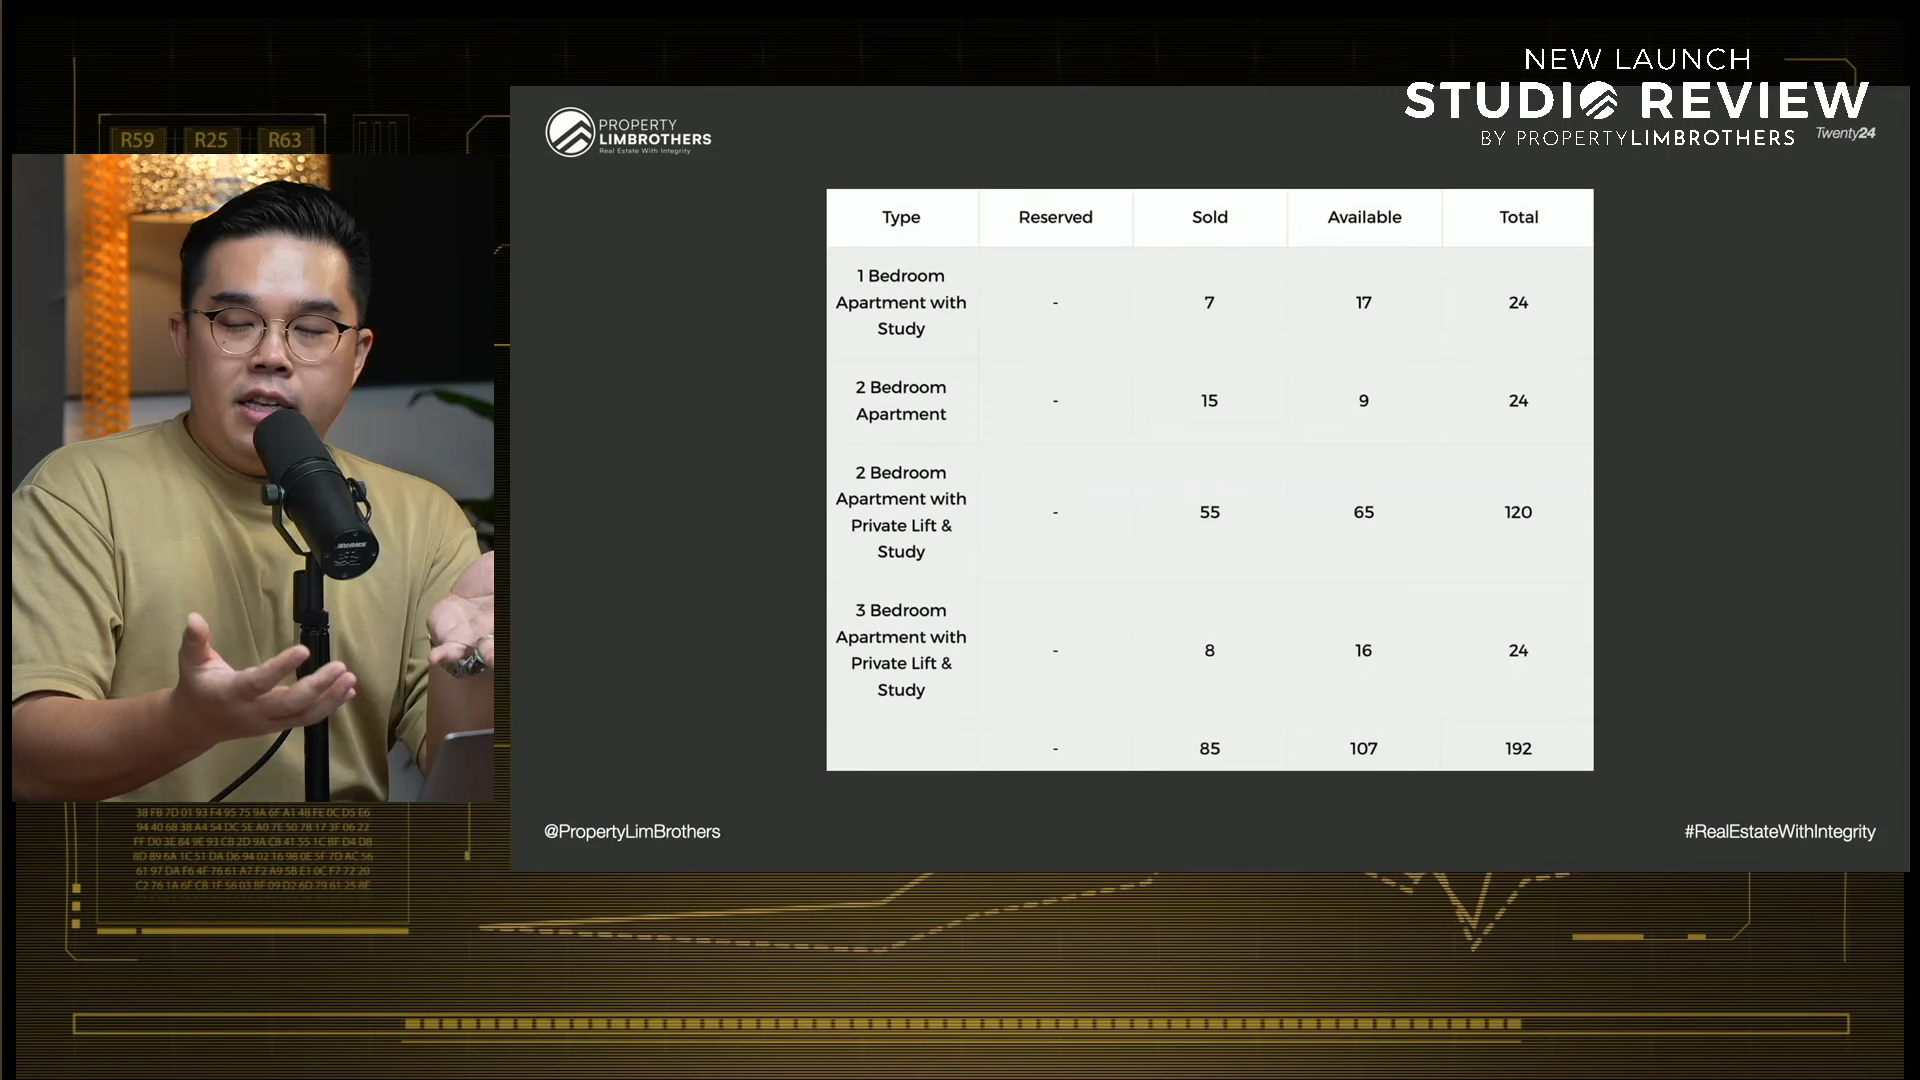 NEW LAUNCH
STUDIO REVIEW
BY PROPERTYLIMBROTHERS Twenty24
R59 R25 R63
PROPERTY
LIMBROTHERS
Real Estate With Integrity
Type Reserved Sold Available Total
1 Bedroom
Apartment with
Study
- 7 17 24
2 Bedroom
Apartment
- 15 9 24
2 Bedroom
Apartment with
Private Lift &
Study
- 55 65 120
3 Bedroom
Apartment with
Private Lift &
Study
- 8 16 24
- 85 107 192
@PropertyLimBrothers
#RealEstateWithIntegrity